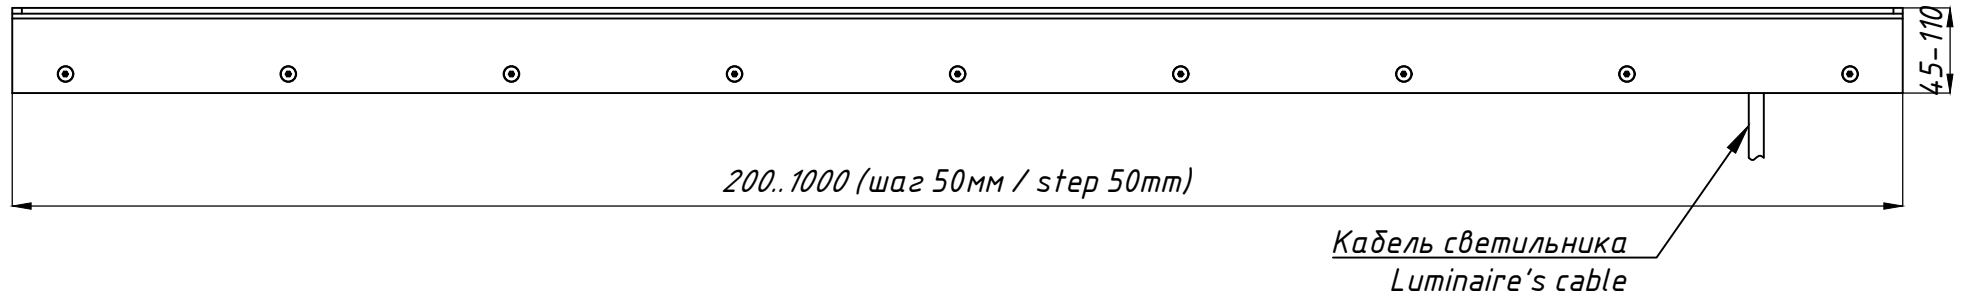 45-110
200..1000 (шаг 50мм / step 50mm)
Кабель светильника
Luminaire's cable